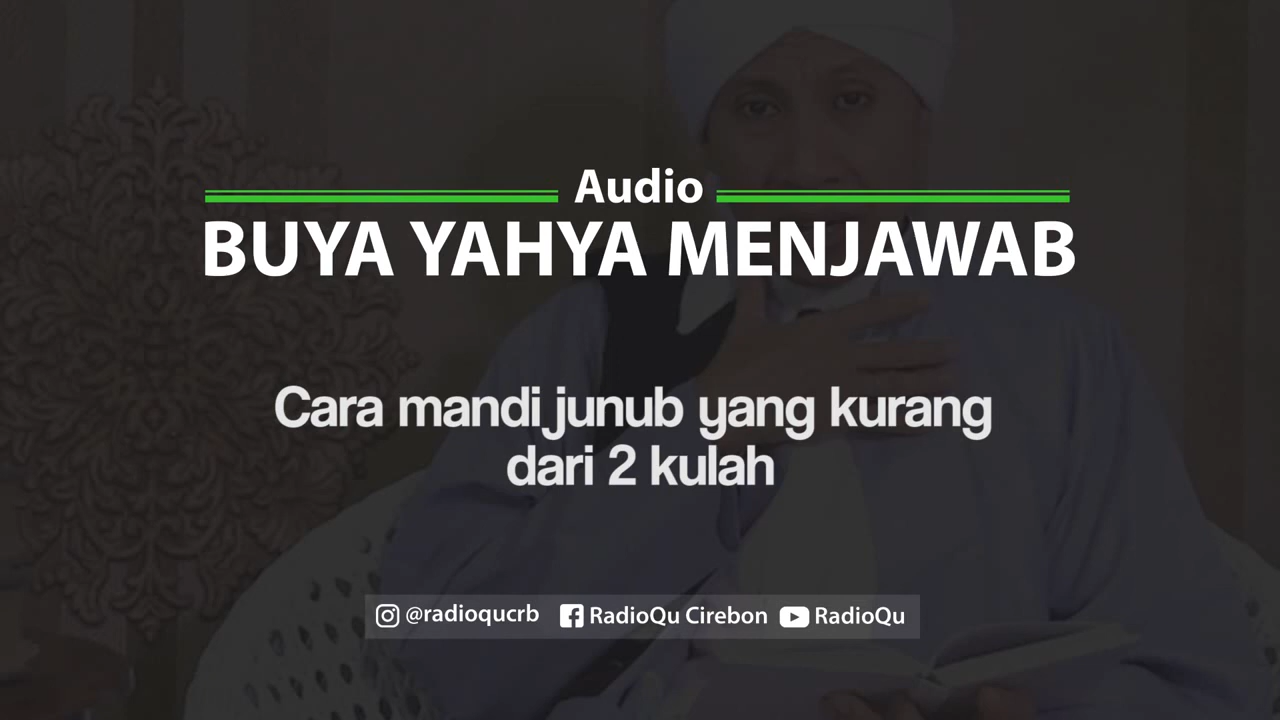 Audio
BUYA YAHYA MENJAWAB
Cara mandi junub yang kurang
dari 2 kulah
@radioqucrb RadioQu Cirebon RadioQu